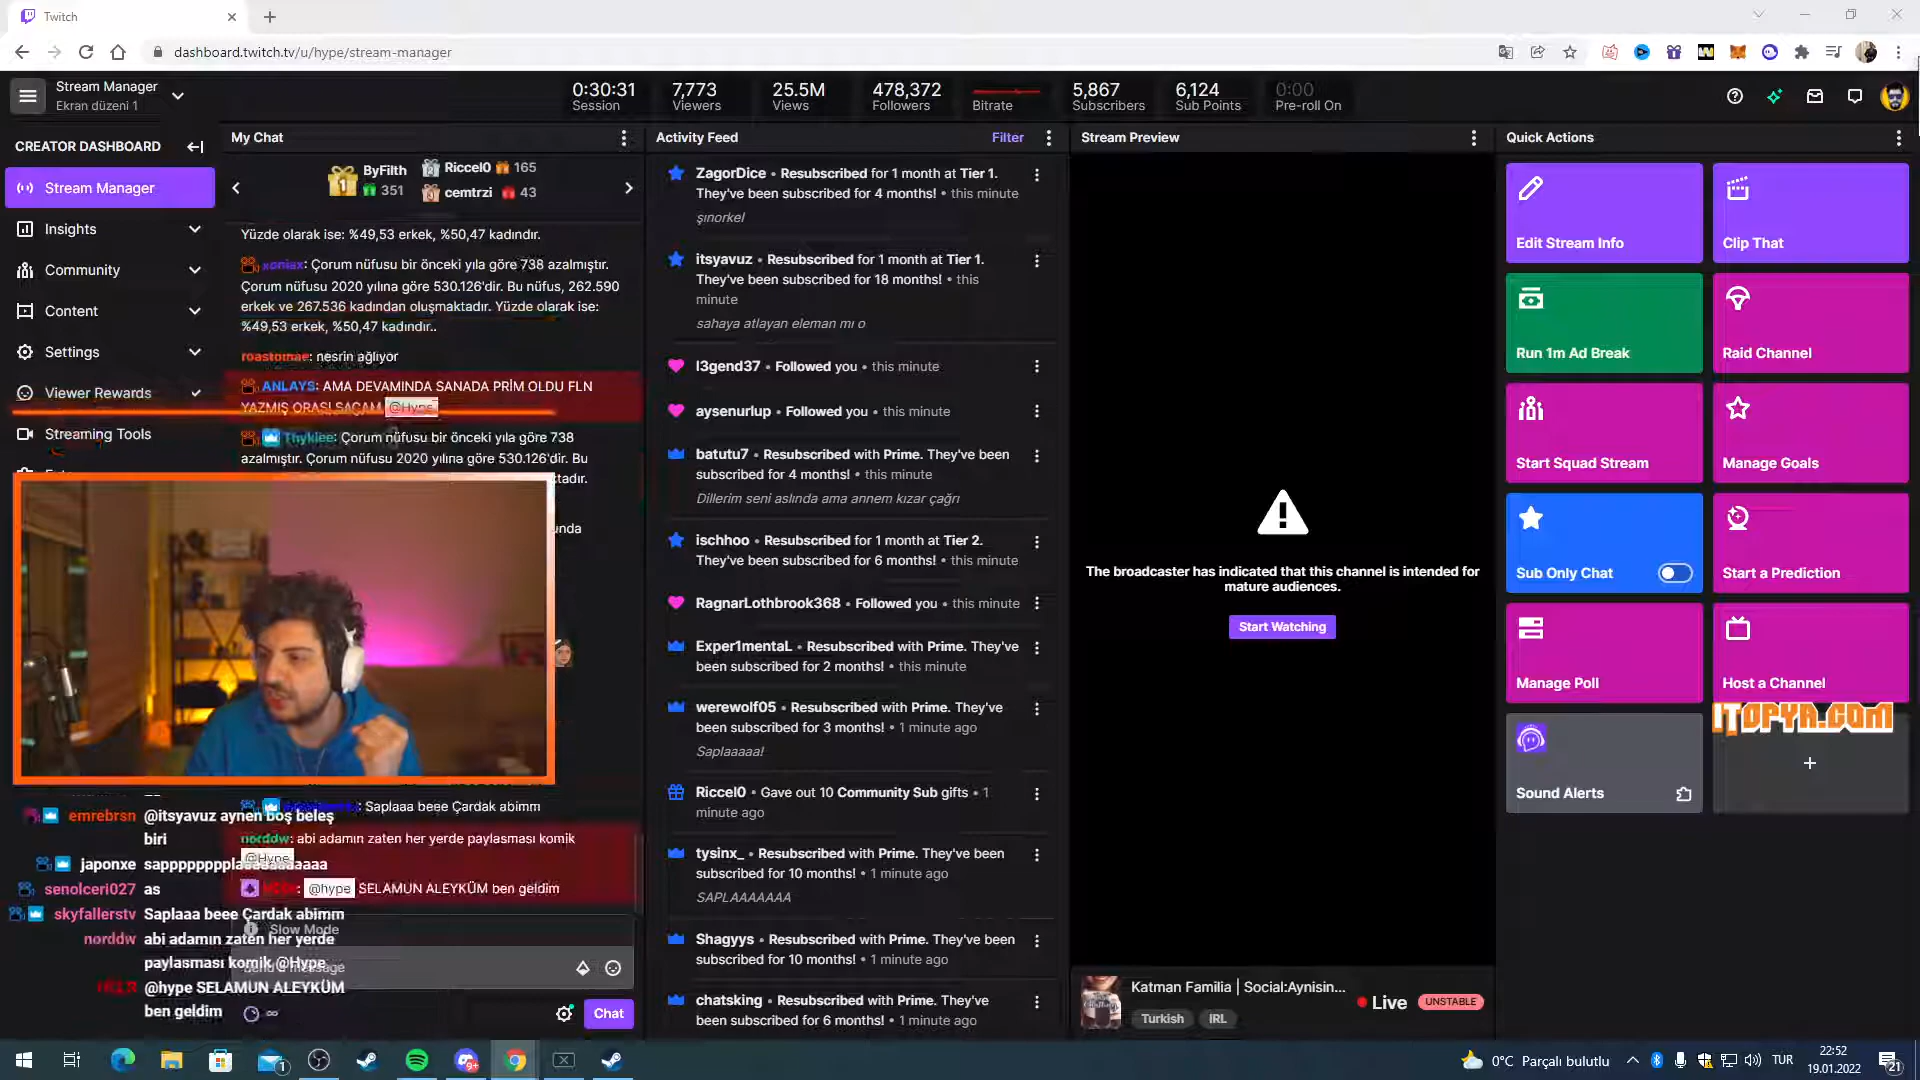 Twitch
dashboard.twitch.tv/u/hype/stream-manager
Stream Manager
Ekran düzeni 1
0:30:31
Session
7,773
Viewers
25.5M
Views
478,372
Followers
Bitrate
5,867
Subscribers
6,124
Sub Points
0:00
Pre-roll On
CREATOR DASHBOARD
Stream Manager
Insights
Community
Content
Settings
Viewer Rewards
Streaming Tools
My Chat
1
ByFilth
351
2
Riccel0 165
3
cemtrzi 43
Yüzde olarak ise: %49,53 erkek, %50,47 kadındır.
xoniax: Çorum nüfusu bir önceki yıla göre 738 azalmıştır.
Çorum nüfusu 2020 yılına göre 530.126'dir. Bu nüfus, 262.590
erkek ve 267.536 kadından oluşmaktadır. Yüzde olarak ise:
%49,53 erkek, %50,47 kadındır..
roastomar: nesrin ağlıyor
ANLAYS: AMA DEVAMINDA SANADA PRİM OLDU FLN
YAZMIŞ ORASI SAÇAM @Hype
Thyklee: Çorum nüfusu bir önceki yıla göre 738
azalmıştır. Çorum nüfusu 2020 yılına göre 530.126'dir. Bu
ktadır.
unda
: Saplaaa beee Çardak abimm
norddw: abi adamın zaten her yerde paylasması komik
@Hype
: @hype SELAMUN ALEYKÜM ben geldim
Slow Mode
Send a message
Chat
emrebrsn @itsyavuz aynen boş beleş
biri
japonxe
senolceri027 as
skyfallerstv Saplaaa beee Çardak abimm
norddw abi adamın zaten her yerde
paylasması komik @Hype
@hype SELAMUN ALEYKÜM
ben geldim
Activity Feed
Filter
ZagorDice • Resubscribed for 1 month at Tier 1.
They've been subscribed for 4 months! • this minute
şınorkel
itsyavuz • Resubscribed for 1 month at Tier 1.
They've been subscribed for 18 months! • this
minute
sahaya atlayan eleman mı o
l3gend37 • Followed you • this minute
aysenurlup • Followed you • this minute
batutu7 • Resubscribed with Prime. They've been
subscribed for 4 months! • this minute
Dillerim seni aslında ama annem kızar çağrı
ischhoo • Resubscribed for 1 month at Tier 2.
They've been subscribed for 6 months! • this minute
RagnarLothbrook368 • Followed you • this minute
Exper1mentaL • Resubscribed with Prime. They've
been subscribed for 2 months! • this minute
werewolf05 • Resubscribed with Prime. They've
been subscribed for 3 months! • 1 minute ago
Saplaaaaa!
Riccel0 • Gave out 10 Community Sub gifts • 1
minute ago
tysinx_ • Resubscribed with Prime. They've been
subscribed for 10 months! • 1 minute ago
SAPLAAAAAAA
Shagyys • Resubscribed with Prime. They've been
subscribed for 10 months! • 1 minute ago
chatsking • Resubscribed with Prime. They've been
subscribed for 6 months! • 1 minute ago
Stream Preview
The broadcaster has indicated that this channel is intended for
mature audiences.
Start Watching
Katman Familia | Social:Aynisin...
Turkish
IRL
Live
UNSTABLE
Quick Actions
Edit Stream Info
Clip That
Run 1m Ad Break
Raid Channel
Start Squad Stream
Manage Goals
Sub Only Chat
Start a Prediction
Manage Poll
Host a Channel
ITOPYA.COM
Sound Alerts
1
9+
0°C Parçalı bulutlu
TUR
22:52
19.01.2022
21